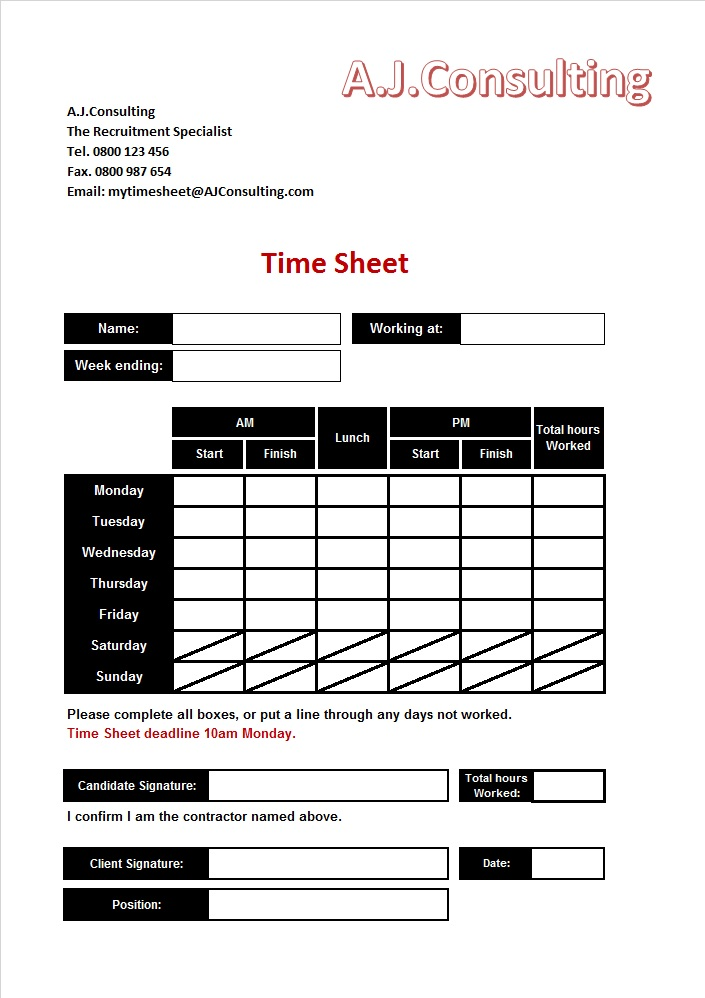 A.J.Consulting
A.J.Consulting
The Recruitment Specialist
Tel. 0800 123 456
Fax. 0800 987 654
Email: mytimesheet@AJConsulting.com
Time Sheet
Name:
Working at:
Week ending:
AM
Lunch
PM
Total hours
Worked
Start
Finish
Start
Finish
Monday
Tuesday
Wednesday
Thursday
Friday
Saturday
Sunday
Please complete all boxes, or put a line through any days not worked.
Time Sheet deadline 10am Monday.
Candidate Signature:
Total hours
Worked:
I confirm I am the contractor named above.
Client Signature:
Date:
Position: